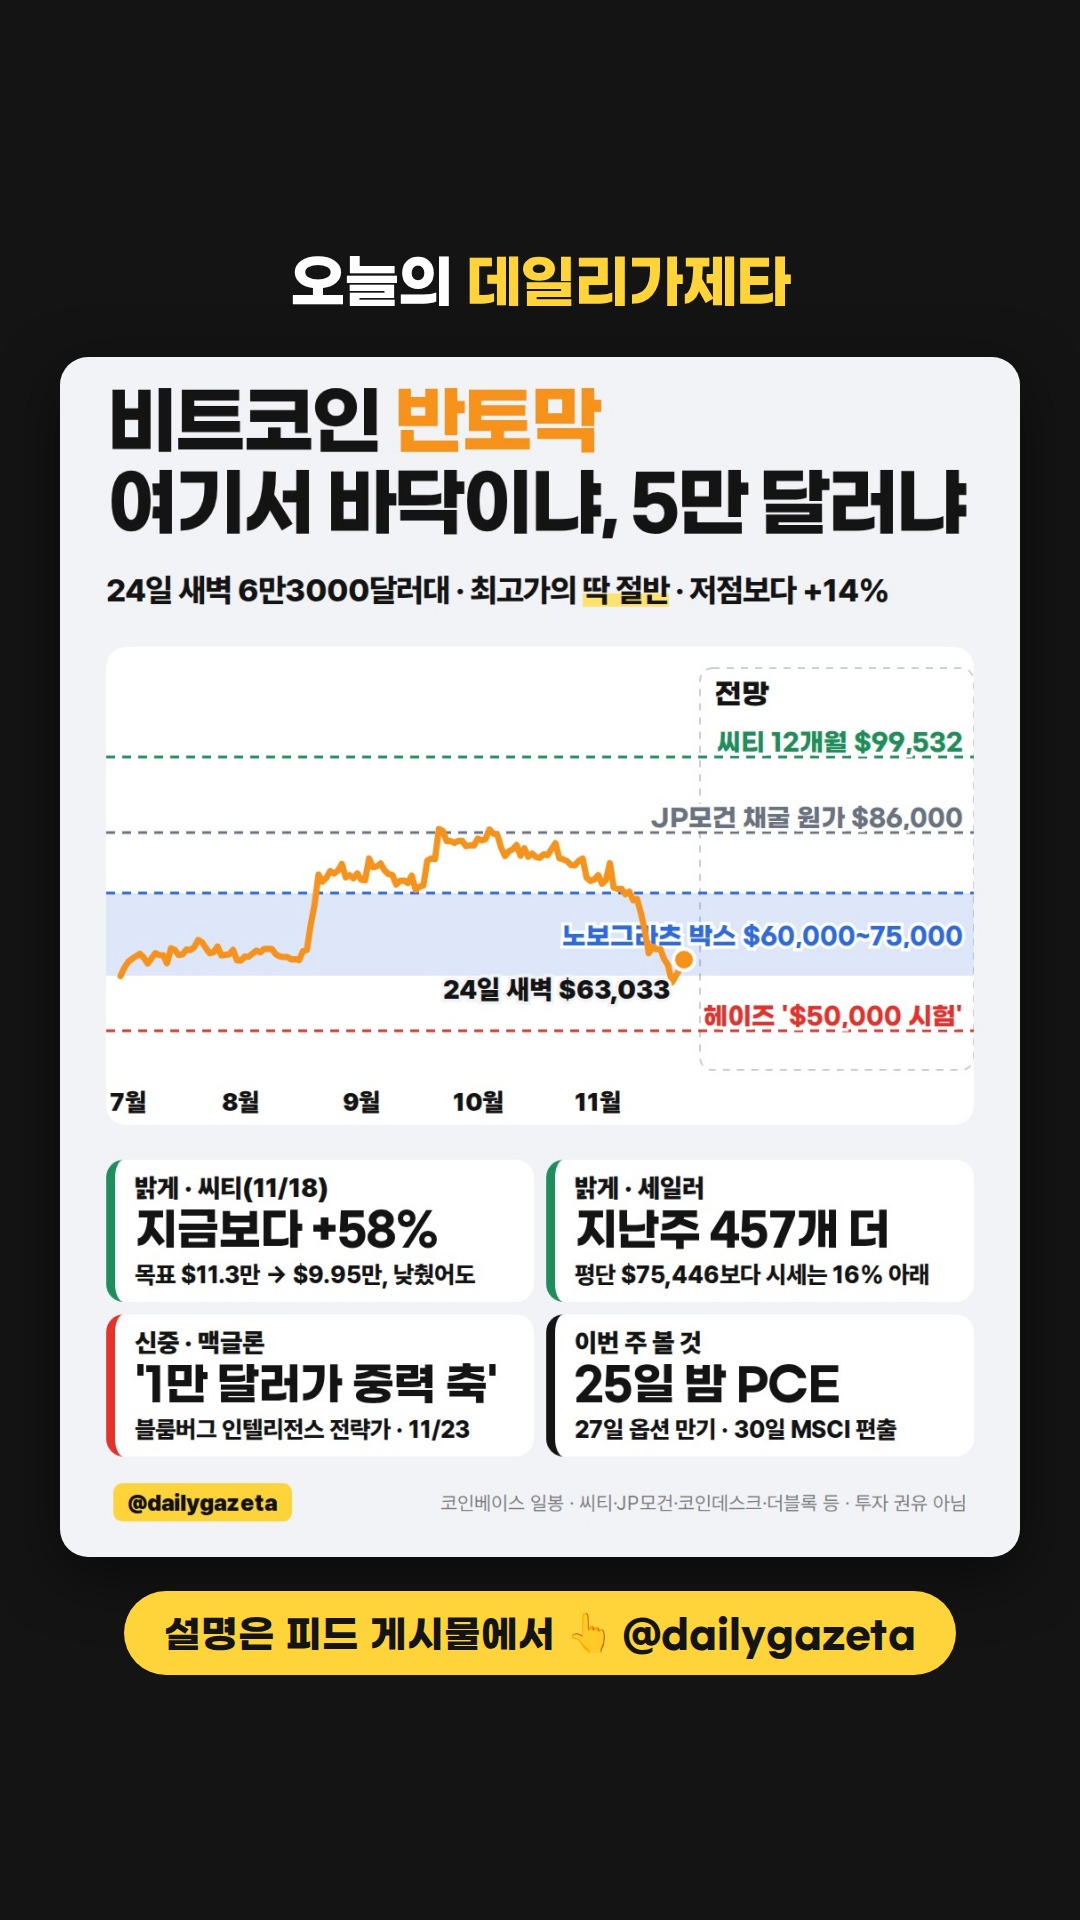 오늘의 데일리가제타
비트코인 반토막
여기서 바닥이냐, 5만 달러냐
24일 새벽 6만3000달러대 · 최고가의 딱 절반 · 저점보다 +14%
전망
씨티 12개월 $99,532
JP모건 채굴 원가 $86,000
노보그라츠 박스 $60,000~75,000
24일 새벽 $63,033
헤이즈 '$50,000 시험'
7월 8월 9월 10월 11월
밝게 · 씨티(11/18)
지금보다 +58%
목표 $11.3만 → $9.95만, 낮췄어도
밝게 · 세일러
지난주 457개 더
평단 $75,446보다 시세는 16% 아래
신중 · 맥글론
'1만 달러가 중력 축'
블룸버그 인텔리전스 전략가 · 11/23
이번 주 볼 것
25일 밤 PCE
27일 옵션 만기 · 30일 MSCI 편출
@dailygazeta
코인베이스 일봉 · 씨티·JP모건·코인데스크·더블록 등 · 투자 권유 아님
설명은 피드 게시물에서 👆 @dailygazeta